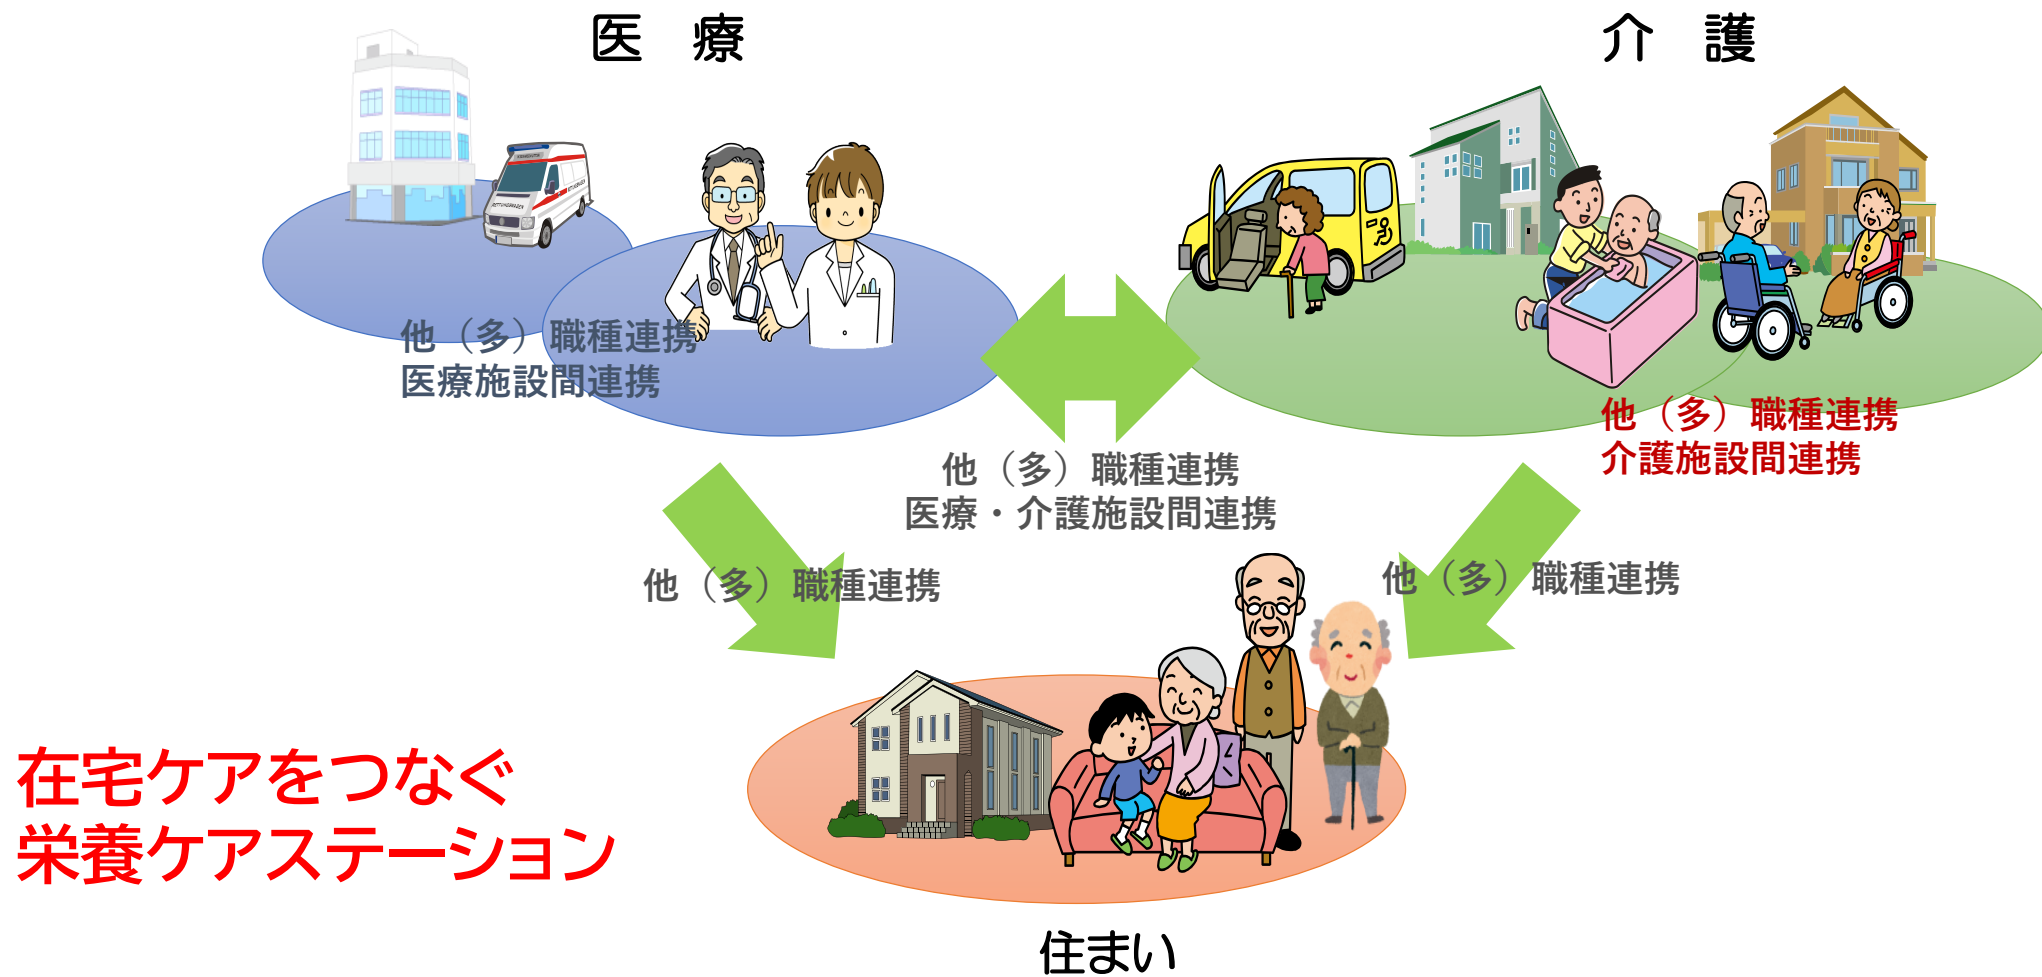 医 療
介 護
他（多）職種連携
医療施設間連携
他（多）職種連携
介護施設間連携
他（多）職種連携
医療・介護施設間連携
他（多）職種連携
他（多）職種連携
在宅ケアをつなぐ
栄養ケアステーション
住まい